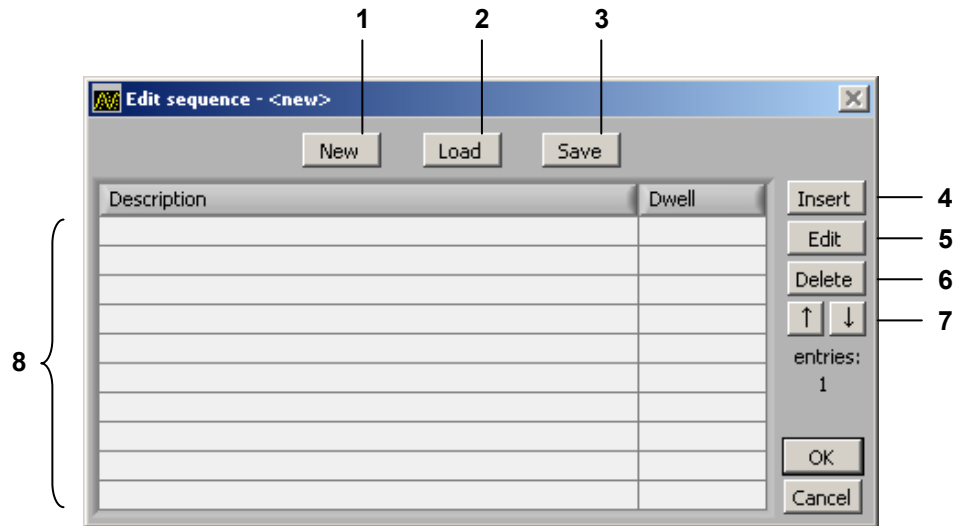 1 2 3
Edit sequence - <new>
New Load Save
Description Dwell Insert 4
Edit 5
Delete 6
↑ ↓ 7
8
entries:
1
OK
Cancel